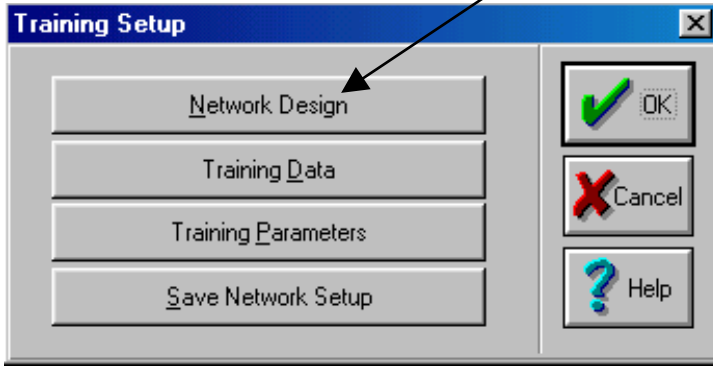 Training Setup
Network Design
Training Data
Training Parameters
Save Network Setup
OK
Cancel
Help